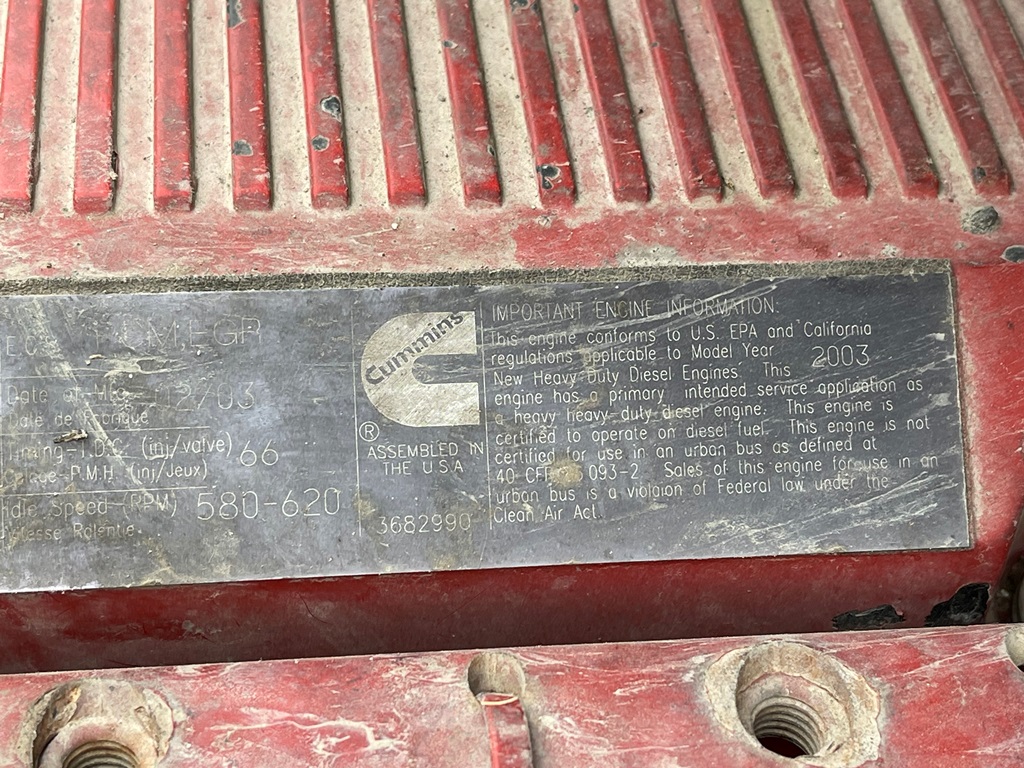 ECM, EGR
Date of Mfg. 12/03
Date de Fabrique
Timing-T.D.C. (inj/valve) 66
P.M.H. (inj/Jeux)
Idle Speed (RPM) 580-620
Vitesse Ralentie
Cummins
®
ASSEMBLED IN
THE U.S.A
3682990
IMPORTANT ENGINE INFORMATION:
This engine conforms to U.S. EPA and California
regulations applicable to Model Year 2003
New Heavy Duty Diesel Engines. This
engine has a primary intended service application as
a heavy heavy-duty diesel engine. This engine is
certified to operate on diesel fuel. This engine is not
certified for use in an urban bus as defined at
40 CFR 093-2. Sales of this engine for use in an
urban bus is a violaion of Federal law under the
Clean Air Act.